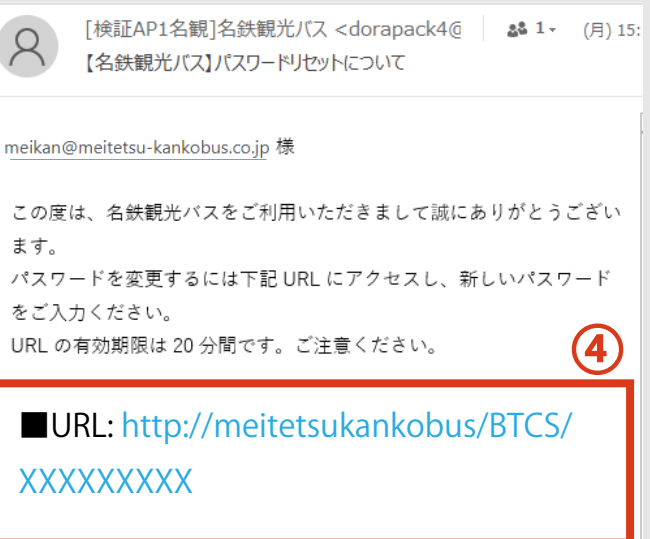 [検証AP1名観]名鉄観光バス <dorapack4@
1
(月) 15:
【名鉄観光バス】パスワードリセットについて
meikan@meitetsu-kankobus.co.jp 様
この度は、名鉄観光バスをご利用いただきまして誠にありがとうござい
ます。
パスワードを変更するには下記 URL にアクセスし、新しいパスワード
をご入力ください。
URL の有効期限は 20 分間です。ご注意ください。
④
■URL: http://meitetsukankobus/BTCS/
XXXXXXXXX